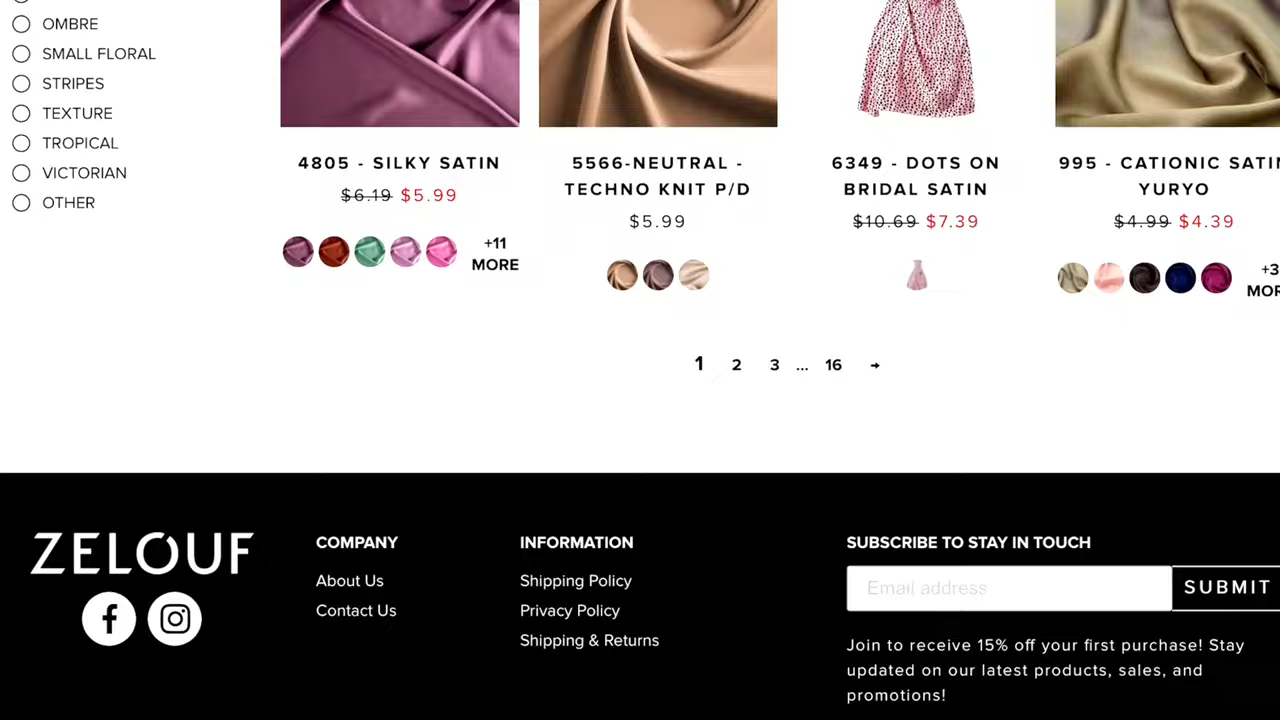 OMBRE
SMALL FLORAL
STRIPES
TEXTURE
TROPICAL
VICTORIAN
OTHER
4805 - SILKY SATIN
$6.19 $5.99
+11
MORE
5566-NEUTRAL -
TECHNO KNIT P/D
$5.99
6349 - DOTS ON
BRIDAL SATIN
$10.69 $7.39
995 - CATIONIC SATIN
YURYO
$4.99 $4.39
+3
MOR
1 2 3 ... 16 →
ZELOUF
COMPANY
About Us
Contact Us
INFORMATION
Shipping Policy
Privacy Policy
Shipping & Returns
SUBSCRIBE TO STAY IN TOUCH
Email address
SUBMIT
Join to receive 15% off your first purchase! Stay
updated on our latest products, sales, and
promotions!